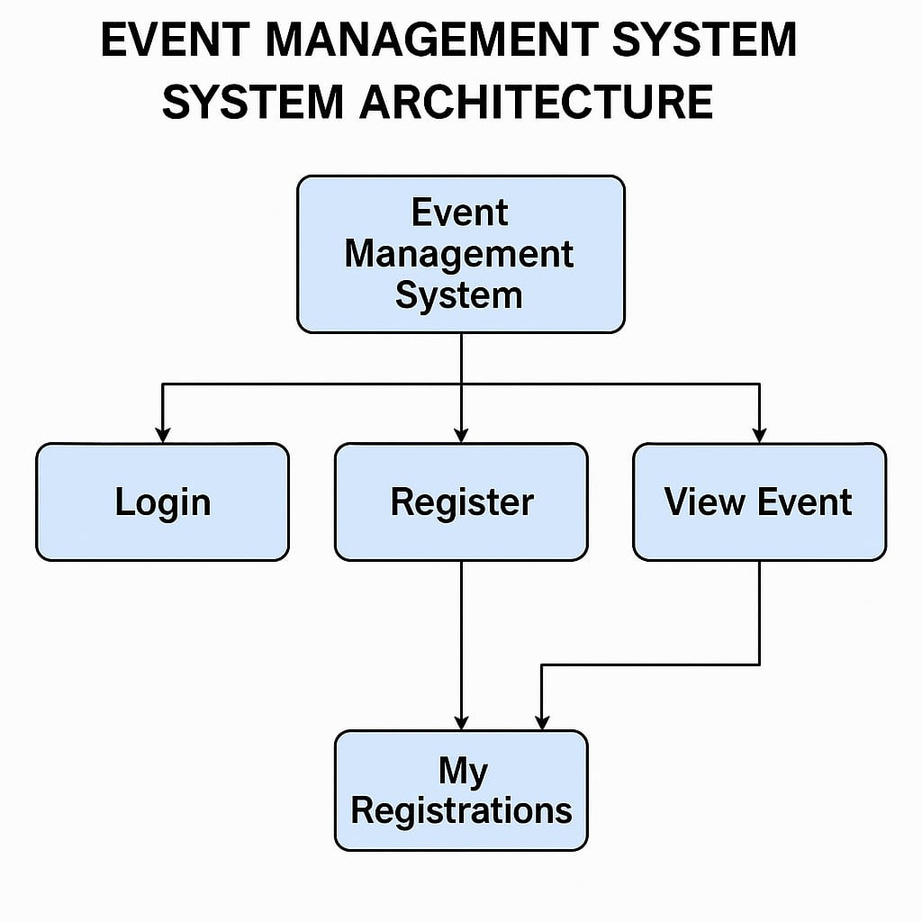 EVENT MANAGEMENT SYSTEM
SYSTEM ARCHITECTURE
Event
Management
System
Login
Register
View Event
My
Registrations